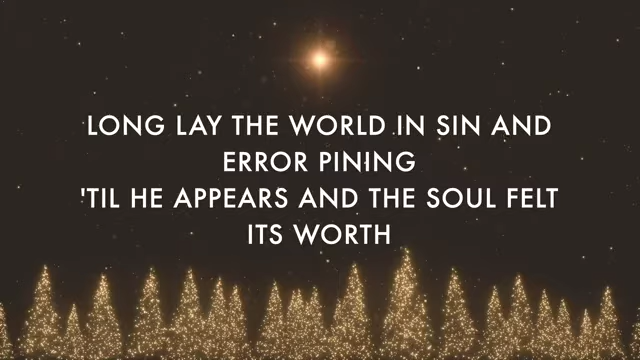 LONG LAY THE WORLD IN SIN AND
ERROR PINING
'TIL HE APPEARS AND THE SOUL FELT
ITS WORTH